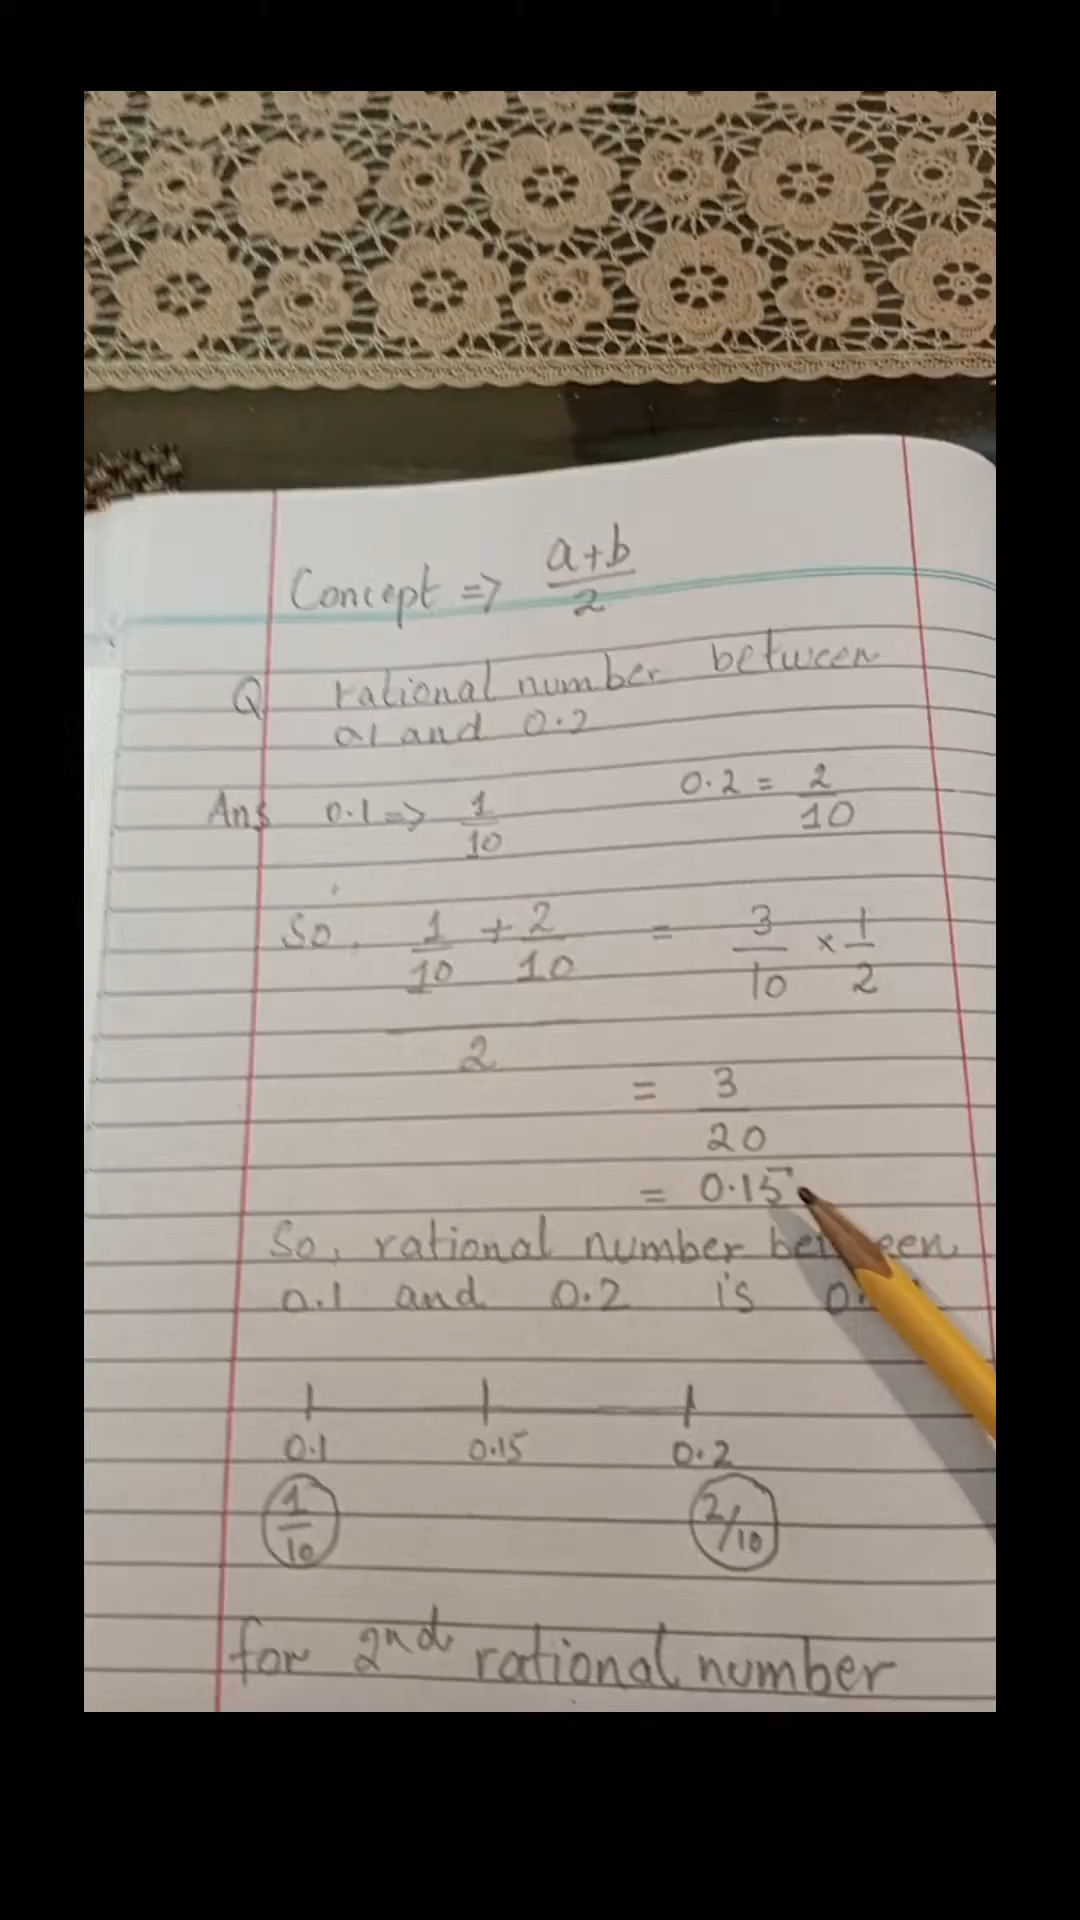 Concept => a+b/2
Q rational number between
0.1 and 0.2
Ans 0.1 => 1/10 0.2 = 2/10
So, 1/10 + 2/10 = 3/10 × 1/2
2
= 3/20
= 0.15
So, rational number between
0.1 and 0.2 is
0.1 0.15 0.2
1/10 2/10
for 2nd rational number